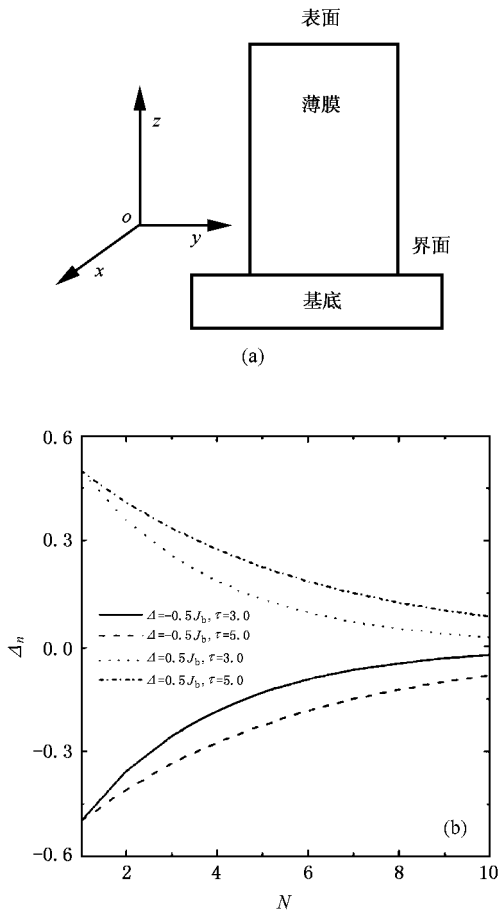 表面
薄膜
z
o
y
x
界面
基底
(a)
0.6
0.3
0.0
-0.3
-0.6
Δn
Δ=-0.5Jb, τ=3.0
Δ=-0.5Jb, τ=5.0
Δ=0.5Jb, τ=3.0
Δ=0.5Jb, τ=5.0
(b)
2 4 6 8 10
N